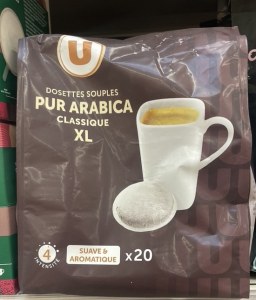 U
DOSETTES SOUPLES
PUR ARABICA
CLASSIQUE
XL
4
INTENSITÉ
SUAVE &
AROMATIQUE
x20